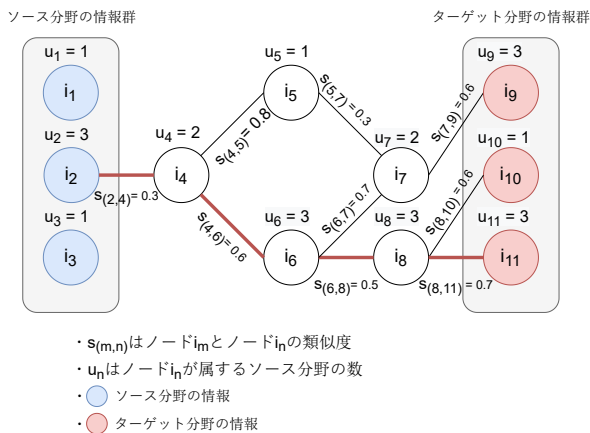 ソース分野の情報群
ターゲット分野の情報群
u1 = 1
i1
u2 = 3
i2
u3 = 1
i3
s(2,4)= 0.3
u4 = 2
i4
s(4,5)= 0.8
s(4,6)= 0.6
u5 = 1
i5
s(5,7)= 0.3
u6 = 3
i6
s(6,7)= 0.7
s(6,8)= 0.5
u7 = 2
i7
s(7,9)= 0.6
u8 = 3
i8
s(8,10)= 0.6
s(8,11)= 0.7
u9 = 3
i9
u10 = 1
i10
u11 = 3
i11
・s(m,n)はノードimとノードinの類似度
・unはノードinが属するソース分野の数
・ソース分野の情報
・ターゲット分野の情報